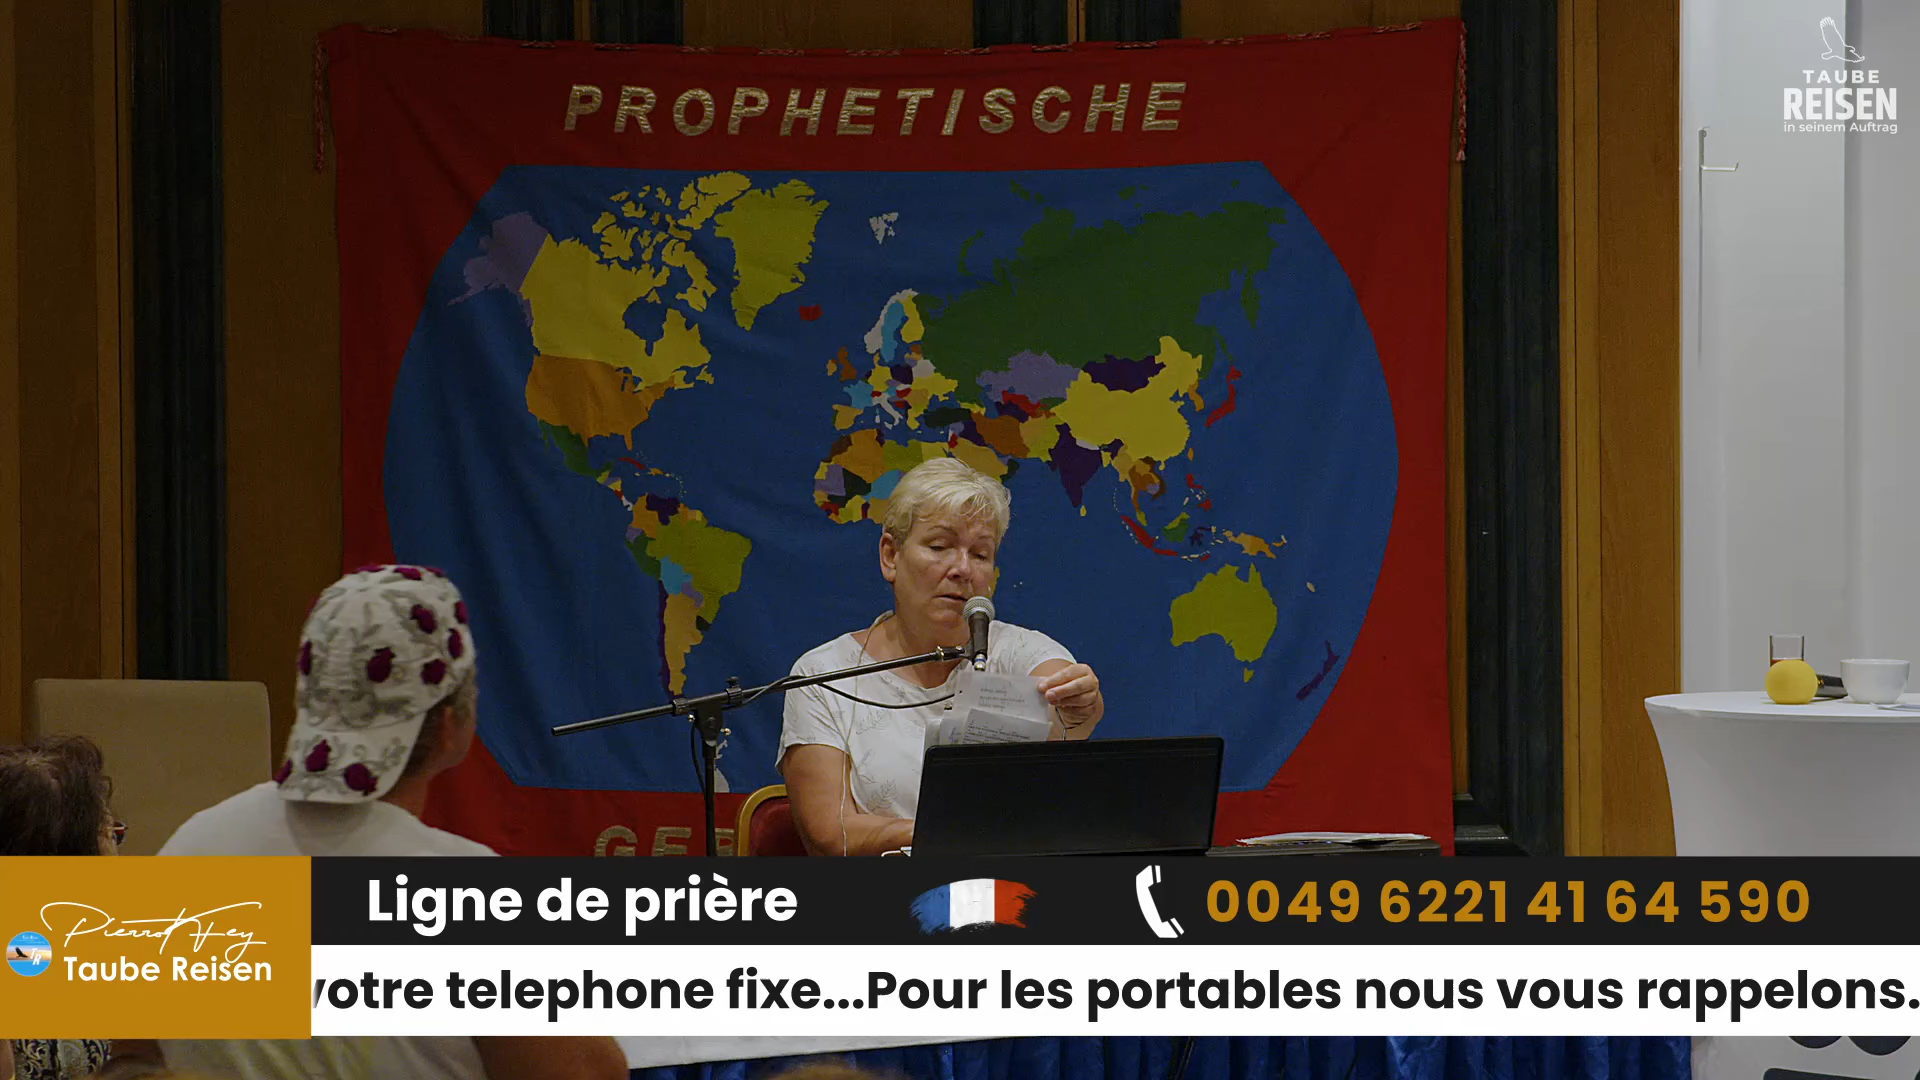 PROPHETISCHE
TAUBE
REISEN
in seinem Auftrag
Ligne de prière
0049 6221 41 64 590
Pierrot Fey
TR
Taube Reisen
votre telephone fixe...Pour les portables nous vous rappelons.